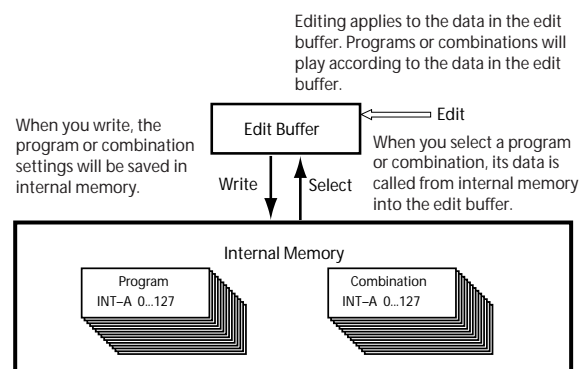 Editing applies to the data in the edit
buffer. Programs or combinations will
play according to the data in the edit
buffer.
Edit Buffer
Edit
When you write, the
program or combination
settings will be saved in
internal memory.
When you select a program
or combination, its data is
called from internal memory
into the edit buffer.
Write
Select
Internal Memory
Program
INT–A 0...127
Combination
INT–A 0...127